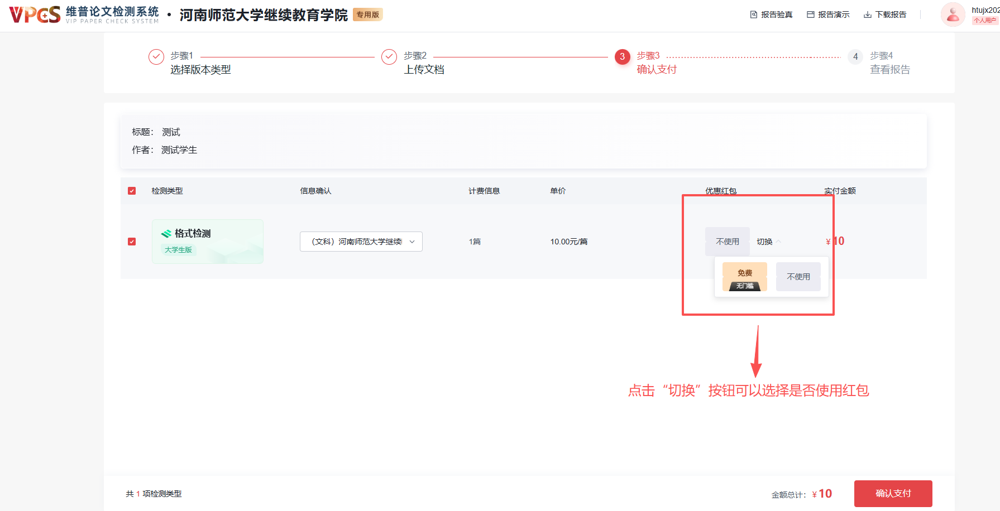 VPCS 维普论文检测系统 VIP PAPER CHECK SYSTEM • 河南师范大学继续教育学院 专用版
报告验真 报告演示 下载报告
htujx202
个人用户
步骤1
选择版本类型
步骤2
上传文档
3 步骤3
确认支付
4 步骤4
查看报告
标题： 测试
作者： 测试学生
检测类型 信息确认 计费信息 单价 优惠红包 实付金额
格式检测
大学生版
（文科）河南师范大学继续
1篇
10.00元/篇
不使用 切换
¥10
免费
无门槛
不使用
点击“切换”按钮可以选择是否使用红包
共 1 项检测类型
金额总计： ¥10
确认支付